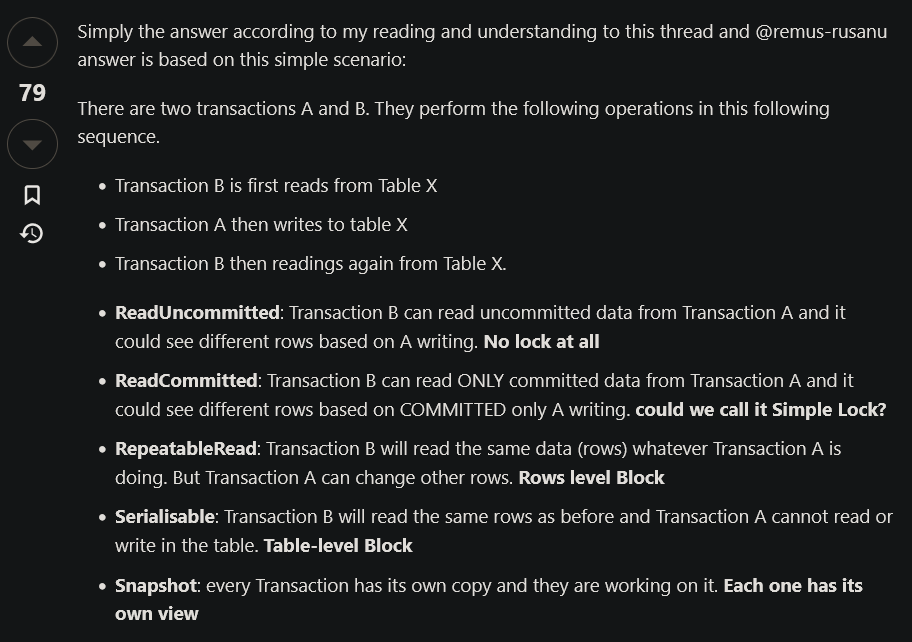 Simply the answer according to my reading and understanding to this thread and @remus-rusanu
answer is based on this simple scenario:
79
There are two transactions A and B. They perform the following operations in this following
sequence.
• Transaction B is first reads from Table X
• Transaction A then writes to table X
• Transaction B then readings again from Table X.
• ReadUncommitted: Transaction B can read uncommitted data from Transaction A and it
could see different rows based on A writing. No lock at all
• ReadCommitted: Transaction B can read ONLY committed data from Transaction A and it
could see different rows based on COMMITTED only A writing. could we call it Simple Lock?
• RepeatableRead: Transaction B will read the same data (rows) whatever Transaction A is
doing. But Transaction A can change other rows. Rows level Block
• Serialisable: Transaction B will read the same rows as before and Transaction A cannot read or
write in the table. Table-level Block
• Snapshot: every Transaction has its own copy and they are working on it. Each one has its
own view